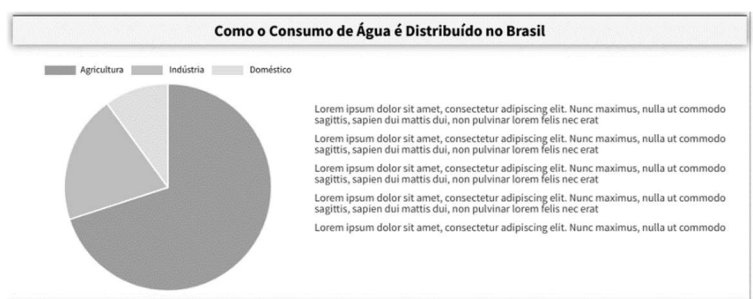 Como o Consumo de Água é Distribuído no Brasil
Agricultura Indústria Doméstico
Lorem ipsum dolor sit amet, consectetur adipiscing elit. Nunc maximus, nulla ut commodo
sagittis, sapien dui mattis dui, non pulvinar lorem felis nec erat
Lorem ipsum dolor sit amet, consectetur adipiscing elit. Nunc maximus, nulla ut commodo
sagittis, sapien dui mattis dui, non pulvinar lorem felis nec erat
Lorem ipsum dolor sit amet, consectetur adipiscing elit. Nunc maximus, nulla ut commodo
sagittis, sapien dui mattis dui, non pulvinar lorem felis nec erat
Lorem ipsum dolor sit amet, consectetur adipiscing elit. Nunc maximus, nulla ut commodo
sagittis, sapien dui mattis dui, non pulvinar lorem felis nec erat
Lorem ipsum dolor sit amet, consectetur adipiscing elit. Nunc maximus, nulla ut commodo